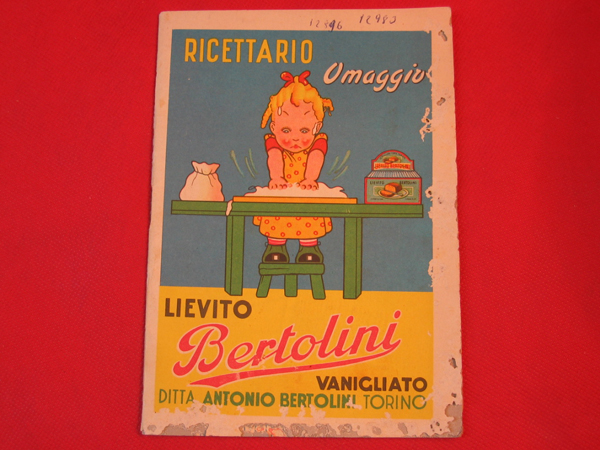 RICETTARIO
Omaggio
LIEVITO
Bertolini
VANIGLIATO
DITTA ANTONIO BERTOLINI TORINO